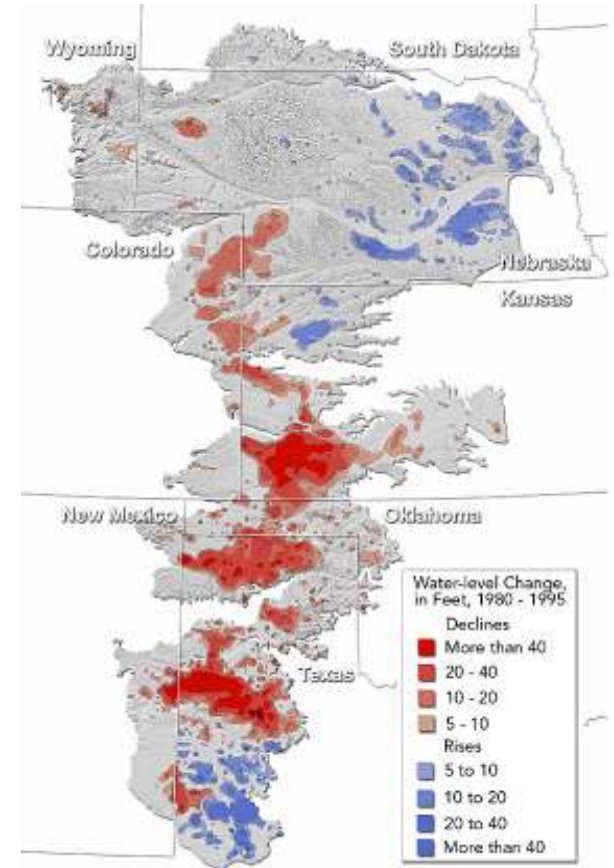 Wyoming
South Dakota
Colorado
Nebraska
Kansas
New Mexico
Oklahoma
Texas
Water-level Change,
in Feet, 1980 - 1995
Declines
More than 40
20 - 40
10 - 20
5 - 10
Rises
5 to 10
10 to 20
20 to 40
More than 40